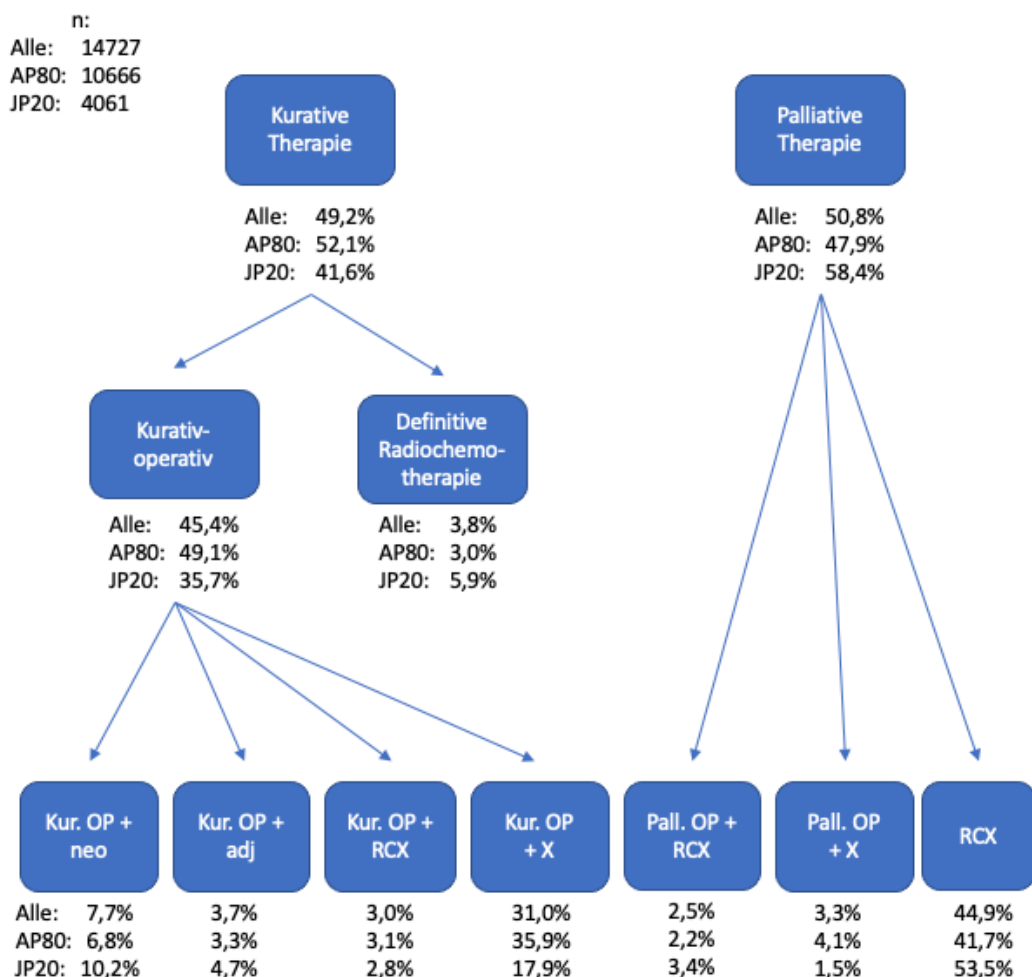 n:
Alle: 14727
AP80: 10666
JP20: 4061
Kurative
Therapie
Palliative
Therapie
Alle: 49,2%
AP80: 52,1%
JP20: 41,6%
Alle: 50,8%
AP80: 47,9%
JP20: 58,4%
Kurativ-
operativ
Definitive
Radiochemo-
therapie
Alle: 45,4%
AP80: 49,1%
JP20: 35,7%
Alle: 3,8%
AP80: 3,0%
JP20: 5,9%
Kur. OP +
neo
Kur. OP +
adj
Kur. OP +
RCX
Kur. OP
+ X
Pall. OP +
RCX
Pall. OP
+ X
RCX
Alle: 7,7% 3,7% 3,0% 31,0% 2,5% 3,3% 44,9%
AP80: 6,8% 3,3% 3,1% 35,9% 2,2% 4,1% 41,7%
JP20: 10,2% 4,7% 2,8% 17,9% 3,4% 1,5% 53,5%